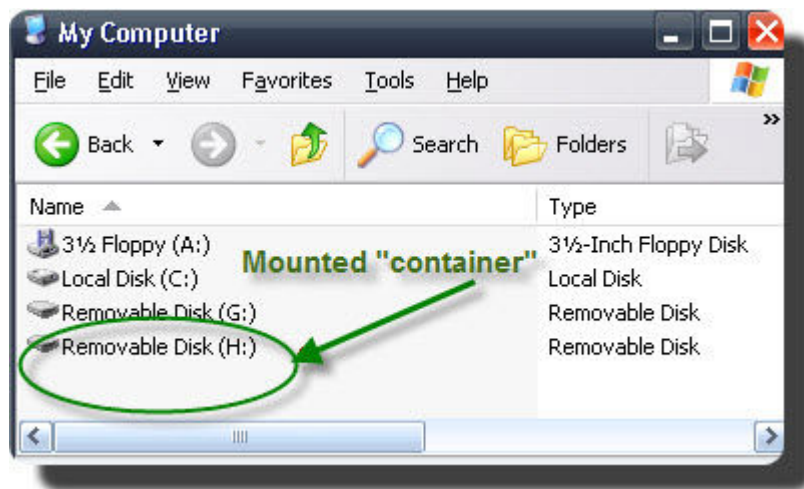 My Computer
File Edit View Favorites Tools Help
Back Search Folders »
Name Type
3½ Floppy (A:) 3½-Inch Floppy Disk
Mounted "container"
Local Disk (C:) Local Disk
Removable Disk (G:) Removable Disk
Removable Disk (H:) Removable Disk